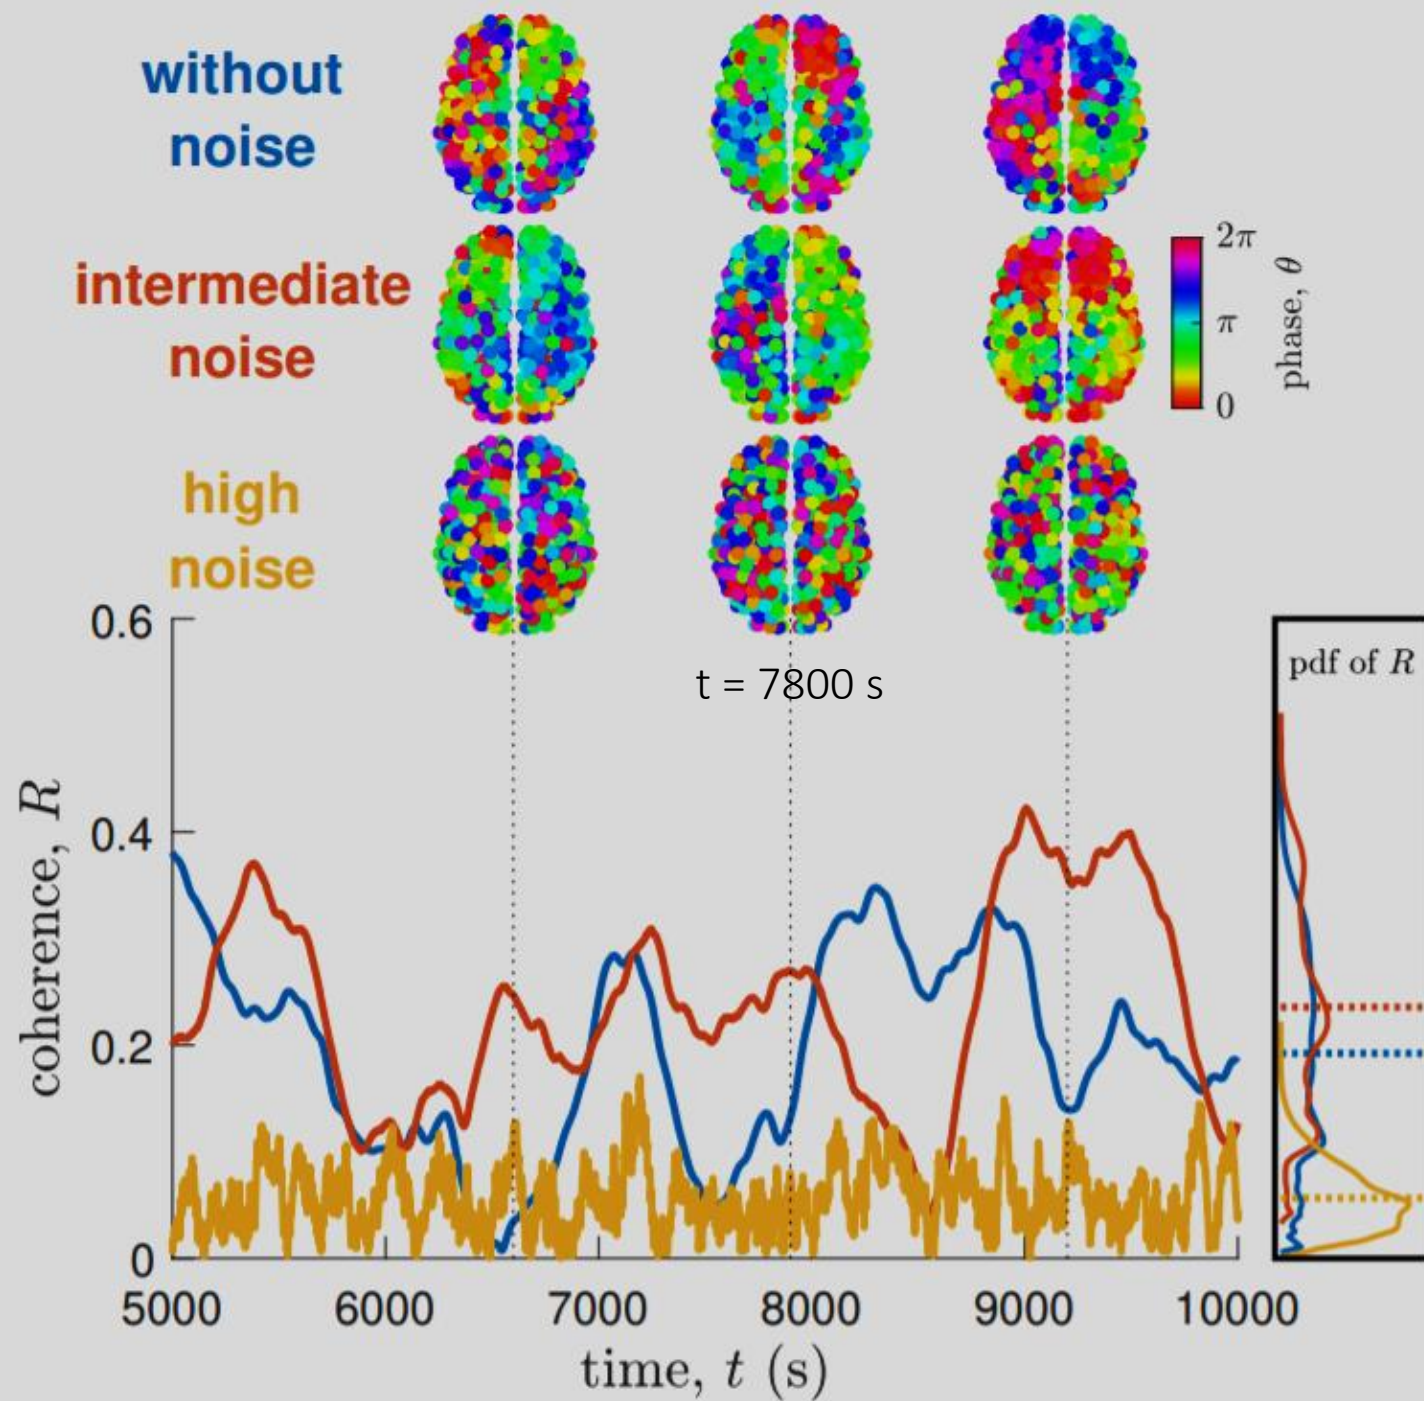 without
noise
intermediate
noise
high
noise
2π
π
0
phase, θ
t = 7800 s
pdf of R
0.6
0.4
0.2
0
coherence, R
5000 6000 7000 8000 9000 10000
time, t (s)